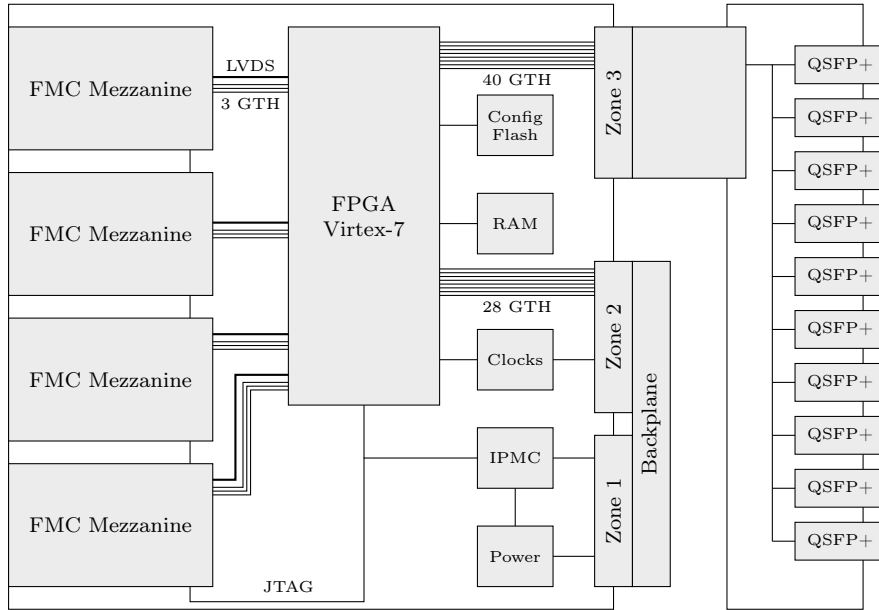 FMC Mezzanine
LVDS
3 GTH
FPGA
Virtex-7
40 GTH
Zone 3
QSFP+
QSFP+
Config
Flash
QSFP+
FMC Mezzanine
RAM
QSFP+
QSFP+
28 GTH
Zone 2
FMC Mezzanine
Clocks
QSFP+
QSFP+
Backplane
QSFP+
FMC Mezzanine
IPMC
Zone 1
QSFP+
Power
QSFP+
JTAG